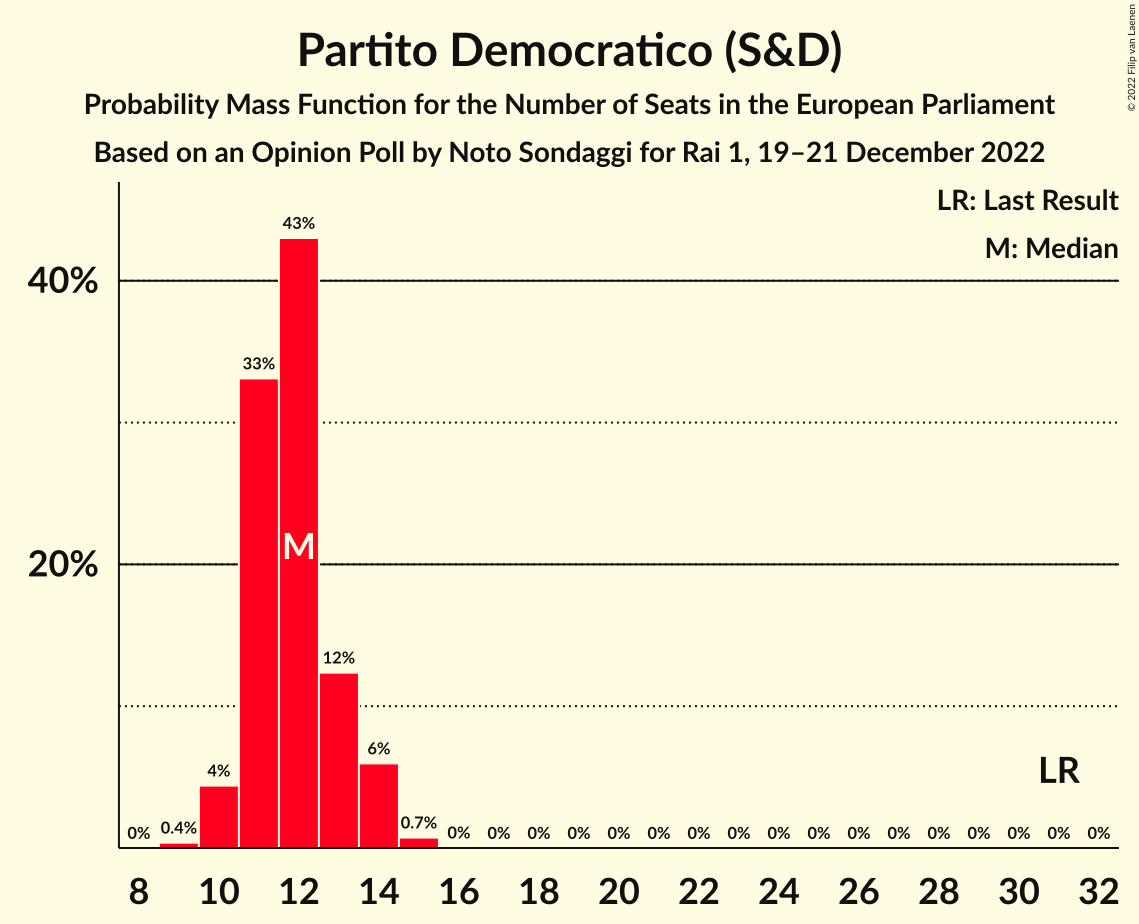 Partito Democratico (S&D)
Probability Mass Function for the Number of Seats in the European Parliament
Based on an Opinion Poll by Noto Sondaggi for Rai 1, 19–21 December 2022
© 2022 Filip van Laenen
LR: Last Result
M: Median
40%
20%
0% 0.4% 4% 33% 43% 12% 6% 0.7% 0% 0% 0% 0% 0% 0% 0% 0% 0% 0% 0% 0% 0% 0% 0% 0% 0%
M
LR
8 10 12 14 16 18 20 22 24 26 28 30 32